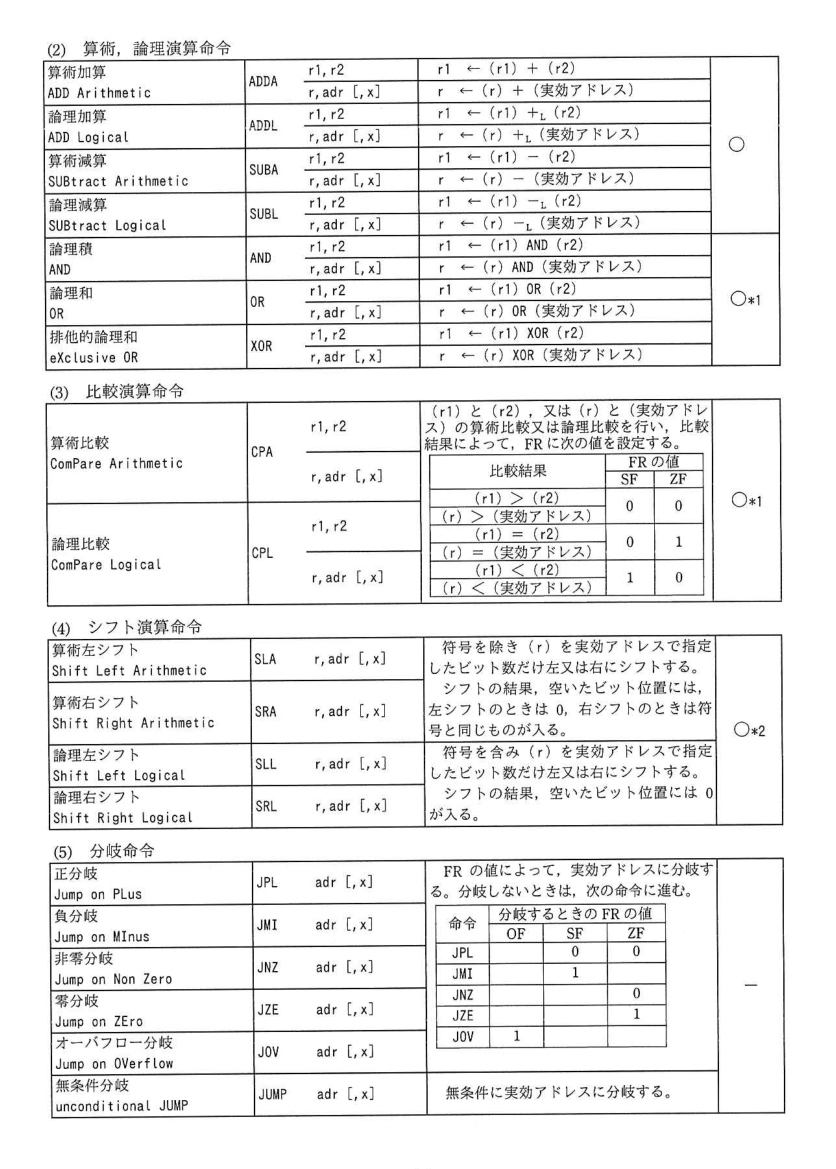 (2) 算術，論理演算命令
算術加算
ADD Arithmetic
ADDA
r1, r2
r1 ← (r1) + (r2)
r, adr [, x]
r ← (r) + (実効アドレス)
論理加算
ADD Logical
ADDL
r1, r2
r1 ← (r1) +L (r2)
r, adr [, x]
r ← (r) +L (実効アドレス)
算術減算
SUBtract Arithmetic
SUBA
r1, r2
r1 ← (r1) − (r2)
r, adr [, x]
r ← (r) − (実効アドレス)
論理減算
SUBtract Logical
SUBL
r1, r2
r1 ← (r1) −L (r2)
r, adr [, x]
r ← (r) −L (実効アドレス)
○
論理積
AND
AND
r1, r2
r1 ← (r1) AND (r2)
r, adr [, x]
r ← (r) AND (実効アドレス)
論理和
OR
OR
r1, r2
r1 ← (r1) OR (r2)
r, adr [, x]
r ← (r) OR (実効アドレス)
排他的論理和
eXclusive OR
XOR
r1, r2
r1 ← (r1) XOR (r2)
r, adr [, x]
r ← (r) XOR (実効アドレス)
○*1
(3) 比較演算命令
算術比較
ComPare Arithmetic
CPA
r1, r2
r, adr [, x]
論理比較
ComPare Logical
CPL
r1, r2
r, adr [, x]
(r1) と (r2)，又は (r) と (実効アドレ
ス) の算術比較又は論理比較を行い，比較
結果によって，FR に次の値を設定する。
比較結果
FR の値
SF ZF
(r1) ＞ (r2)
(r) ＞ (実効アドレス)
0 0
(r1) ＝ (r2)
(r) ＝ (実効アドレス)
0 1
(r1) ＜ (r2)
(r) ＜ (実効アドレス)
1 0
○*1
(4) シフト演算命令
算術左シフト
Shift Left Arithmetic
SLA
r, adr [, x]
算術右シフト
Shift Right Arithmetic
SRA
r, adr [, x]
符号を除き (r) を実効アドレスで指定
したビット数だけ左又は右にシフトする。
シフトの結果，空いたビット位置には，
左シフトのときは 0，右シフトのときは符
号と同じものが入る。
論理左シフト
Shift Left Logical
SLL
r, adr [, x]
論理右シフト
Shift Right Logical
SRL
r, adr [, x]
符号を含み (r) を実効アドレスで指定
したビット数だけ左又は右にシフトする。
シフトの結果，空いたビット位置には 0
が入る。
○*2
(5) 分岐命令
正分岐
Jump on PLus
JPL
adr [, x]
負分岐
Jump on MInus
JMI
adr [, x]
非零分岐
Jump on Non Zero
JNZ
adr [, x]
零分岐
Jump on ZEro
JZE
adr [, x]
オーバフロー分岐
Jump on OVerflow
JOV
adr [, x]
FR の値によって，実効アドレスに分岐す
る。分岐しないときは，次の命令に進む。
命令
分岐するときの FR の値
OF SF ZF
JPL 0 0
JMI 1
JNZ 0
JZE 1
JOV 1
無条件分岐
unconditional JUMP
JUMP
adr [, x]
無条件に実効アドレスに分岐する。
－